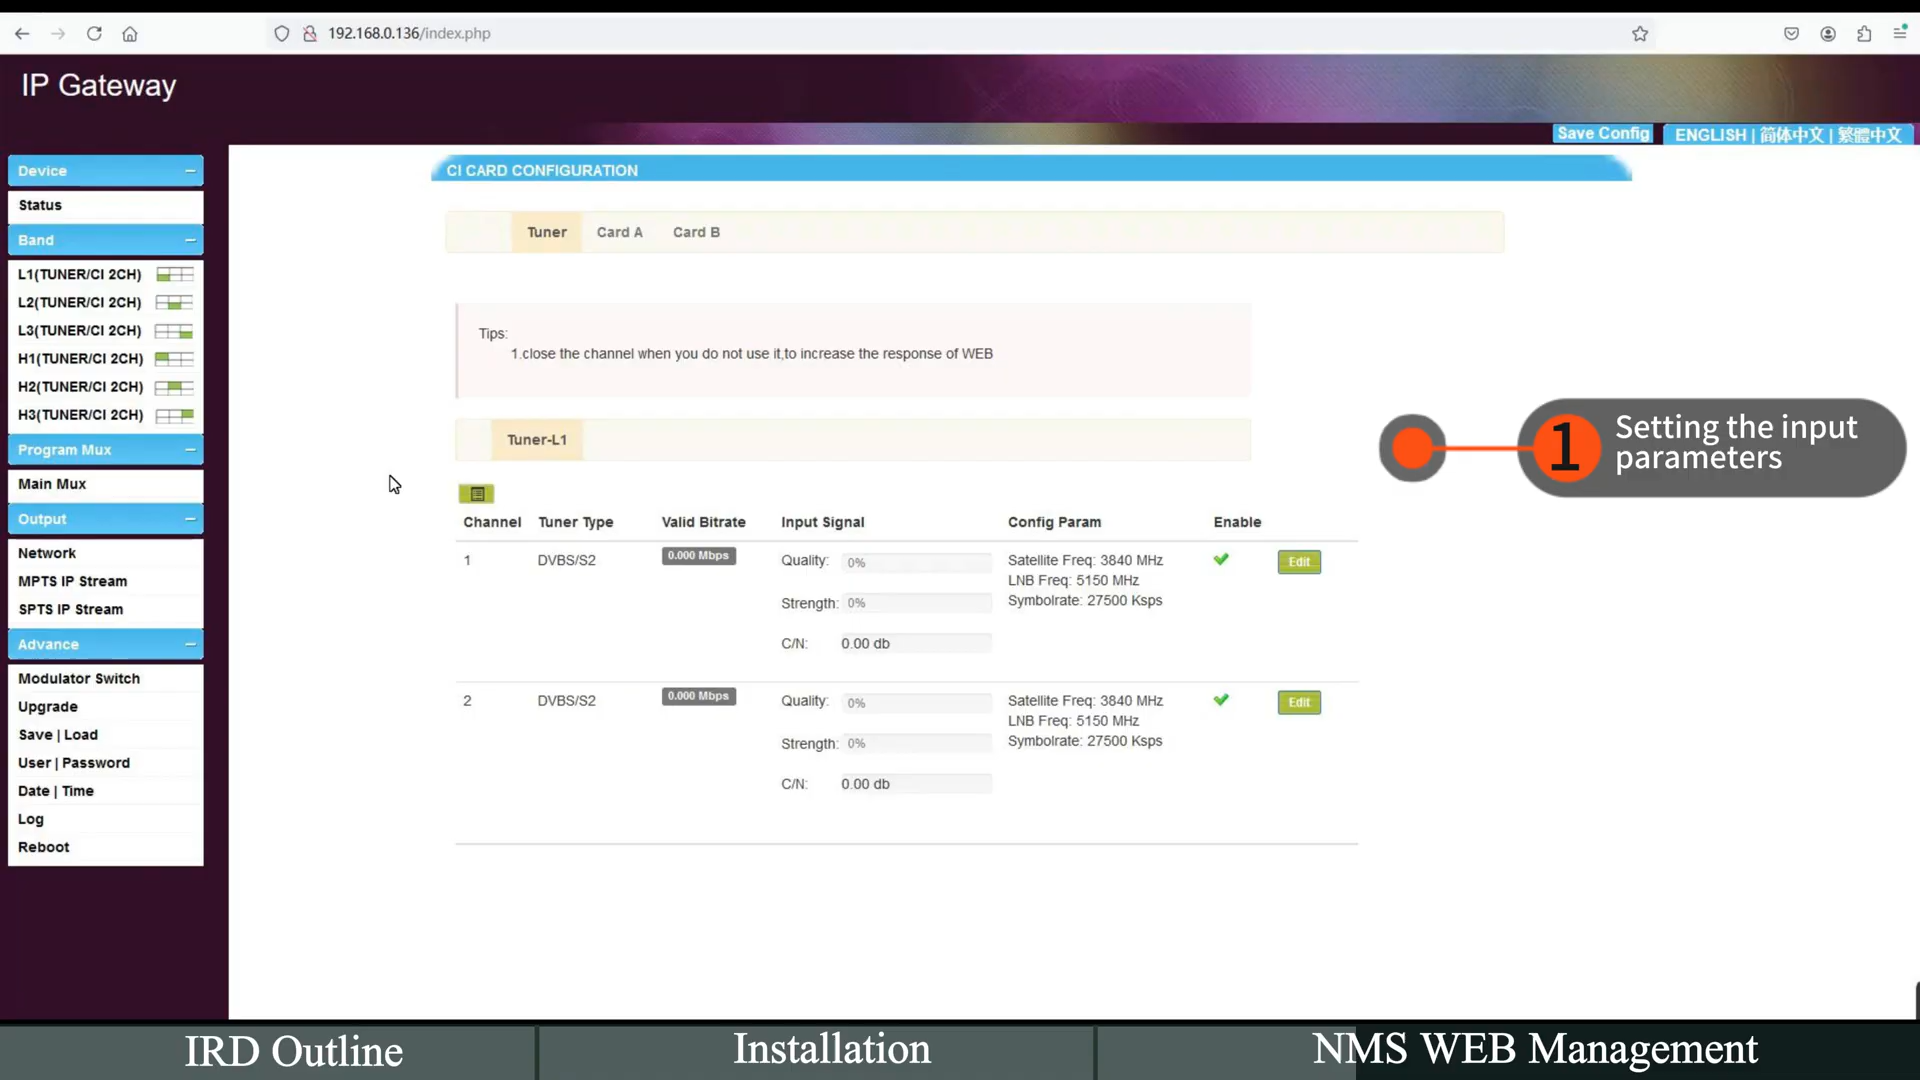 192.168.0.136/index.php
IP Gateway
Save Config
ENGLISH | 简体中文 | 繁體中文
Device
Status
Band
L1(TUNER/CI 2CH)
L2(TUNER/CI 2CH)
L3(TUNER/CI 2CH)
H1(TUNER/CI 2CH)
H2(TUNER/CI 2CH)
H3(TUNER/CI 2CH)
Program Mux
Main Mux
Output
Network
MPTS IP Stream
SPTS IP Stream
Advance
Modulator Switch
Upgrade
Save | Load
User | Password
Date | Time
Log
Reboot
CI CARD CONFIGURATION
Tuner Card A Card B
Tips:
1.close the channel when you do not use it,to increase the response of WEB
Tuner-L1
Channel Tuner Type Valid Bitrate Input Signal Config Param Enable
1 DVBS/S2 0.000 Mbps Quality: 0% Satellite Freq: 3840 MHz Edit
LNB Freq: 5150 MHz
Strength: 0% Symbolrate: 27500 Ksps
C/N: 0.00 db
2 DVBS/S2 0.000 Mbps Quality: 0% Satellite Freq: 3840 MHz Edit
LNB Freq: 5150 MHz
Strength: 0% Symbolrate: 27500 Ksps
C/N: 0.00 db
1 Setting the input
parameters
IRD Outline
Installation
NMS WEB Management